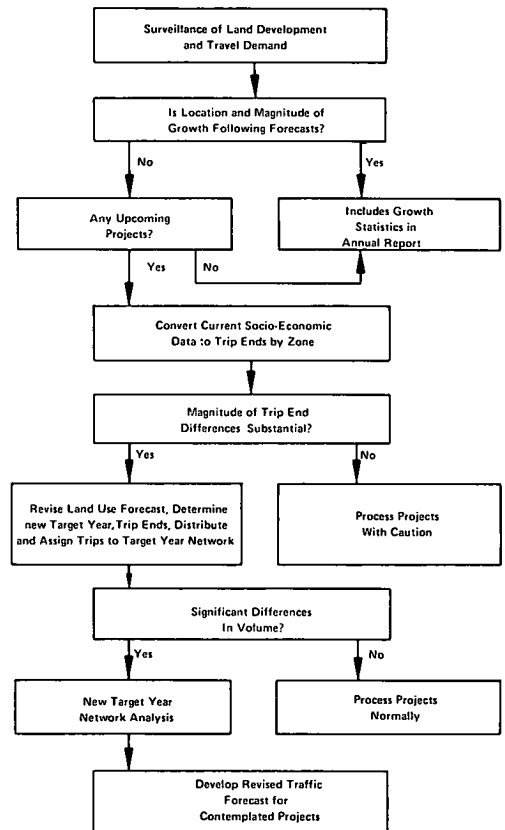 Surveillance of Land Development
and Travel Demand
Is Location and Magnitude of
Growth Following Forecasts?
No
Yes
Any Upcoming
Projects?
Includes Growth
Statistics in
Annual Report
Yes
No
Convert Current Socio-Economic
Data to Trip Ends by Zone
Magnitude of Trip End
Differences Substantial?
Yes
No
Revise Land Use Forecast, Determine
new Target Year, Trip Ends, Distribute
and Assign Trips to Target Year Network
Process Projects
With Caution
Significant Differences
In Volume?
Yes
No
New Target Year
Network Analysis
Process Projects
Normally
Develop Revised Traffic
Forecast for
Contemplated Projects